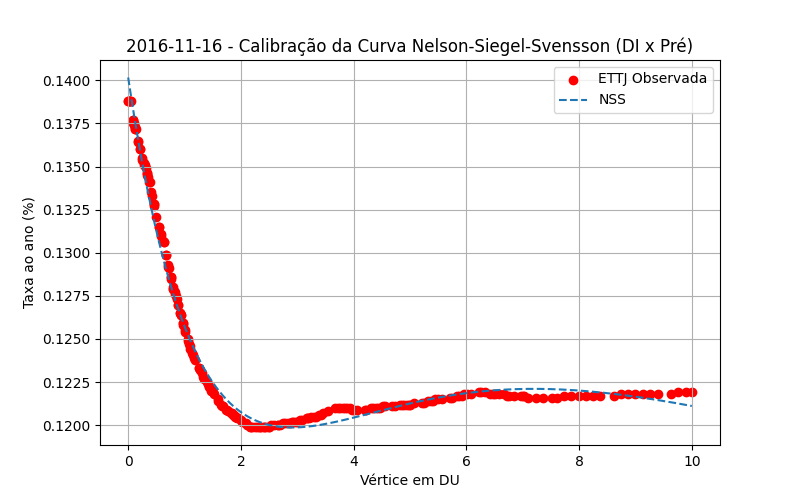 2016-11-16 - Calibração da Curva Nelson-Siegel-Svensson (DI x Pré)
ETTJ Observada
NSS
Taxa ao ano (%)
0.1400
0.1375
0.1350
0.1325
0.1300
0.1275
0.1250
0.1225
0.1200
0 2 4 6 8 10
Vértice em DU